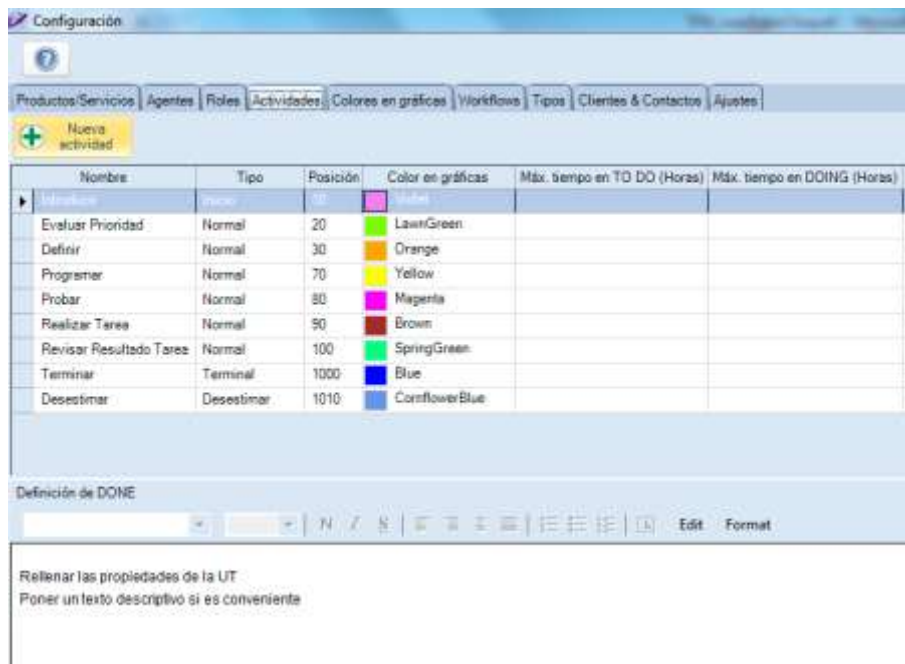 Configuración
Productos/Servicios Agentes Roles Actividades Colores en gráficas Workflows Tipos Clientes & Contactos Ajustes
Nueva
actividad
Nombre Tipo Posición Color en gráficas Máx. tiempo en TO DO (Horas) Máx. tiempo en DOING (Horas)
Introducir Inicial 10 Violet
Evaluar Prioridad Normal 20 LawnGreen
Definir Normal 30 Orange
Programar Normal 70 Yellow
Probar Normal 80 Magenta
Realizar Tarea Normal 90 Brown
Revisar Resultado Tarea Normal 100 SpringGreen
Terminar Terminal 1000 Blue
Desestimar Desestimar 1010 CornflowerBlue
Definición de DONE
N I S Edit Format
Rellenar las propiedades de la UT
Poner un texto descriptivo si es conveniente